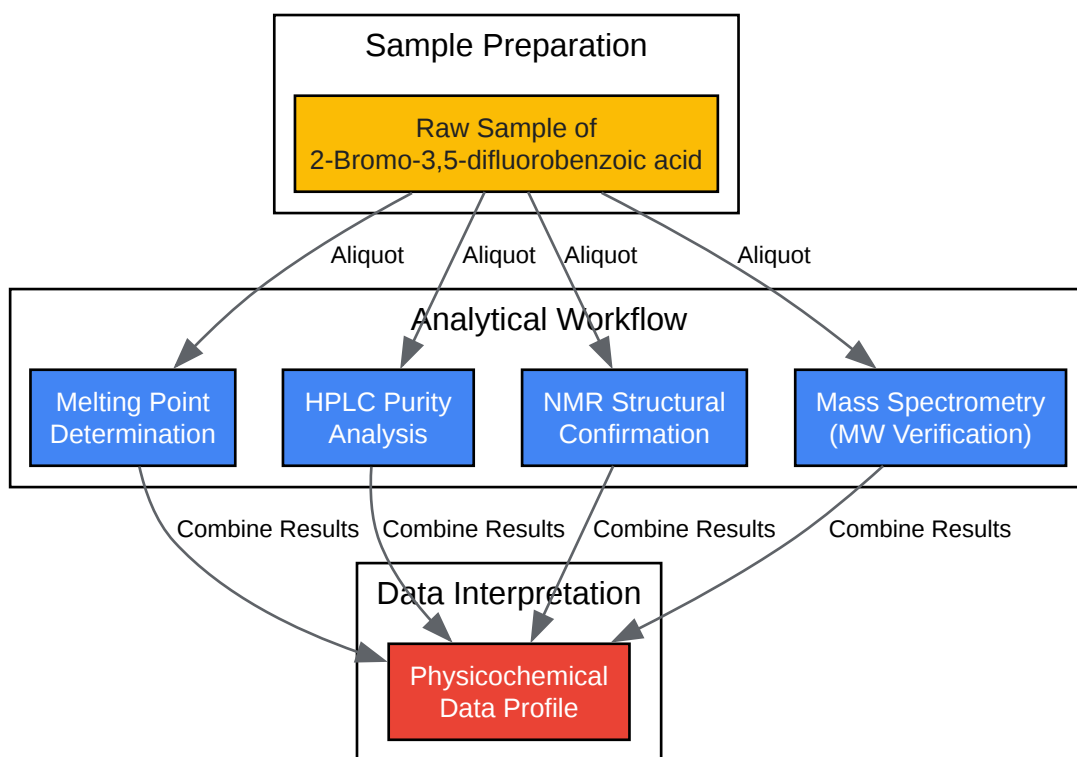 Sample Preparation
Raw Sample of
2-Bromo-3,5-difluorobenzoic acid
Aliquot
Aliquot
Aliquot
Aliquot
Analytical Workflow
Melting Point
Determination
HPLC Purity
Analysis
NMR Structural
Confirmation
Mass Spectrometry
(MW Verification)
Combine Results
Combine Results
Combine Results
Combine Results
Data Interpretation
Physicochemical
Data Profile